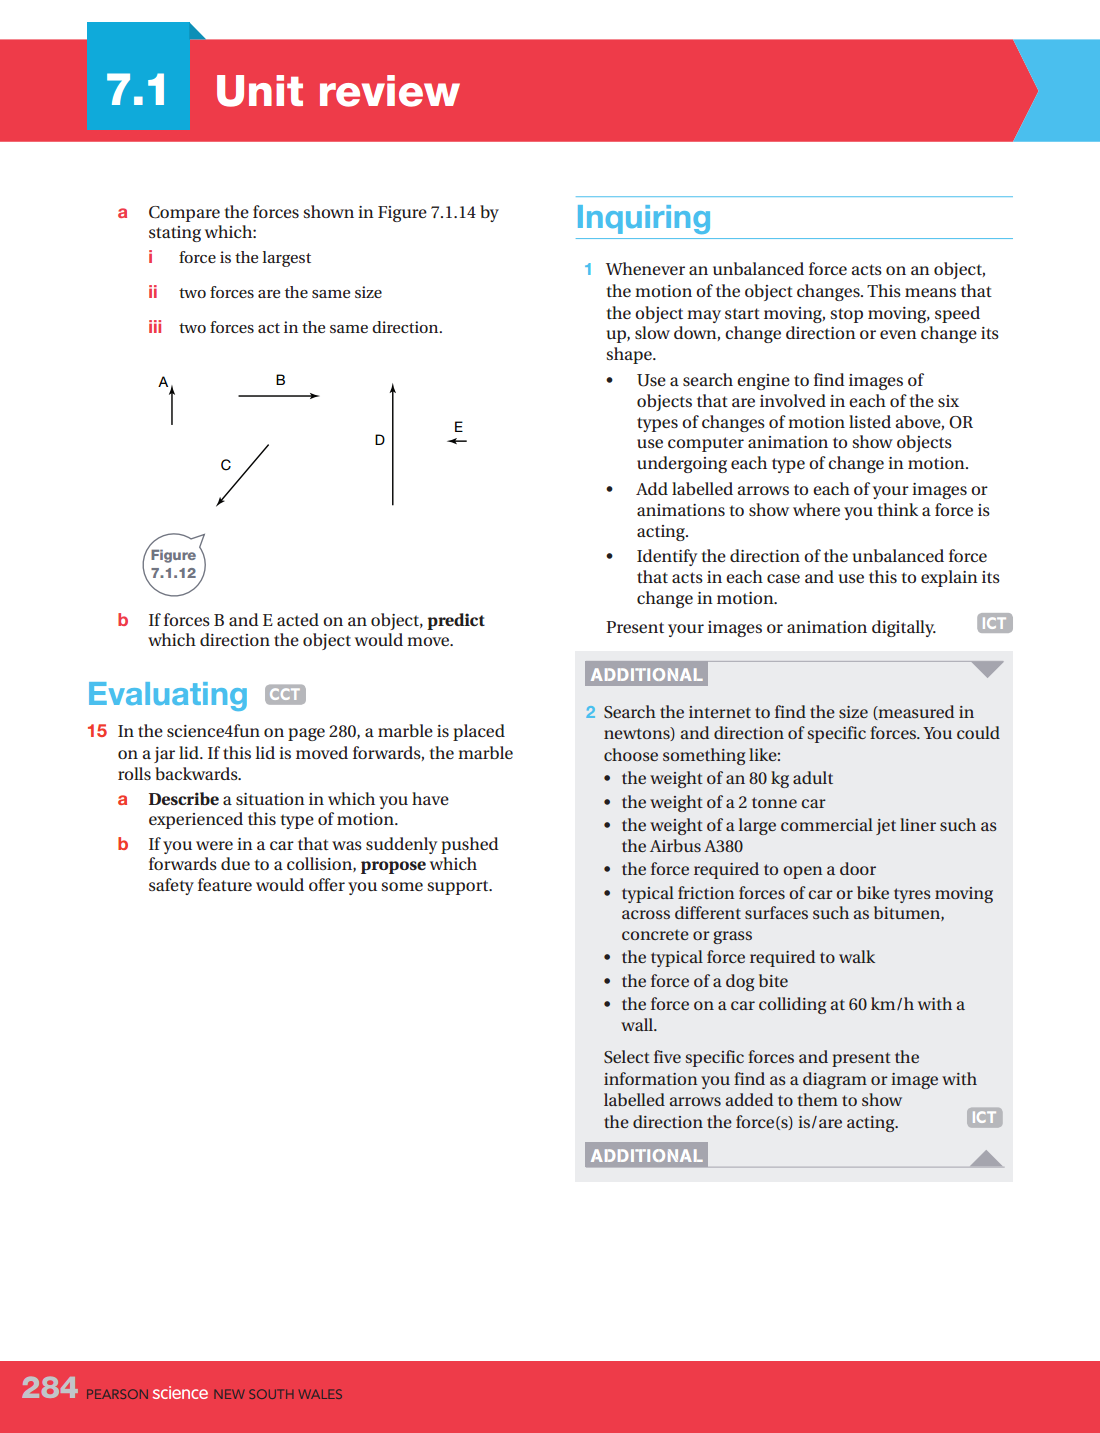 7.1 Unit review
a Compare the forces shown in Figure 7.1.14 by
stating which:
i force is the largest
ii two forces are the same size
iii two forces act in the same direction.
A
B
C
D
E
Figure
7.1.12
b If forces B and E acted on an object, predict
which direction the object would move.
Evaluating CCT
15 In the science4fun on page 280, a marble is placed
on a jar lid. If this lid is moved forwards, the marble
rolls backwards.
a Describe a situation in which you have
experienced this type of motion.
b If you were in a car that was suddenly pushed
forwards due to a collision, propose which
safety feature would offer you some support.
Inquiring
1 Whenever an unbalanced force acts on an object,
the motion of the object changes. This means that
the object may start moving, stop moving, speed
up, slow down, change direction or even change its
shape.
• Use a search engine to find images of
objects that are involved in each of the six
types of changes of motion listed above, OR
use computer animation to show objects
undergoing each type of change in motion.
• Add labelled arrows to each of your images or
animations to show where you think a force is
acting.
• Identify the direction of the unbalanced force
that acts in each case and use this to explain its
change in motion.
Present your images or animation digitally. ICT
ADDITIONAL
2 Search the internet to find the size (measured in
newtons) and direction of specific forces. You could
choose something like:
• the weight of an 80 kg adult
• the weight of a 2 tonne car
• the weight of a large commercial jet liner such as
the Airbus A380
• the force required to open a door
• typical friction forces of car or bike tyres moving
across different surfaces such as bitumen,
concrete or grass
• the typical force required to walk
• the force of a dog bite
• the force on a car colliding at 60 km/h with a
wall.
Select five specific forces and present the
information you find as a diagram or image with
labelled arrows added to them to show
the direction the force(s) is/are acting. ICT
ADDITIONAL
284 PEARSON science NEW SOUTH WALES